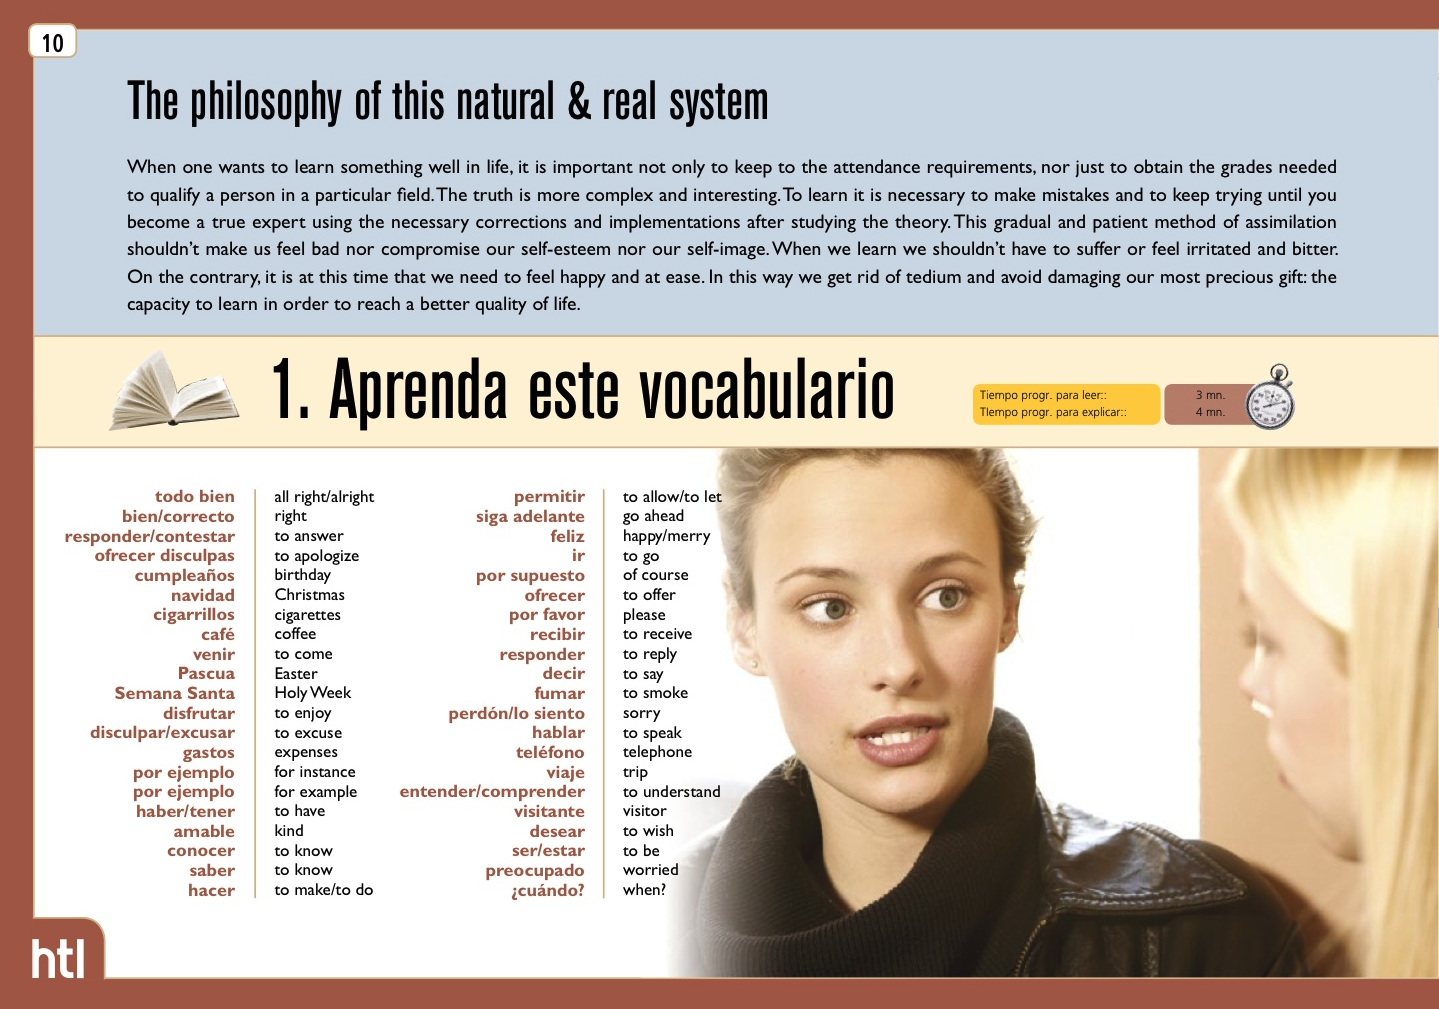 10
The philosophy of this natural & real system
When one wants to learn something well in life, it is important not only to keep to the attendance requirements, nor just to obtain the grades needed
to qualify a person in a particular field. The truth is more complex and interesting. To learn it is necessary to make mistakes and to keep trying until you
become a true expert using the necessary corrections and implementations after studying the theory. This gradual and patient method of assimilation
shouldn't make us feel bad nor compromise our self-esteem nor our self-image. When we learn we shouldn't have to suffer or feel irritated and bitter.
On the contrary, it is at this time that we need to feel happy and at ease. In this way we get rid of tedium and avoid damaging our most precious gift: the
capacity to learn in order to reach a better quality of life.
1. Aprenda este vocabulario
Tiempo progr. para leer:: 3 mn.
TIempo progr. para explicar:: 4 mn.
todo bien all right/alright
bien/correcto right
responder/contestar to answer
ofrecer disculpas to apologize
cumpleaños birthday
navidad Christmas
cigarrillos cigarettes
café coffee
venir to come
Pascua Easter
Semana Santa Holy Week
disfrutar to enjoy
disculpar/excusar to excuse
gastos expenses
por ejemplo for instance
por ejemplo for example
haber/tener to have
amable kind
conocer to know
saber to know
hacer to make/to do
permitir to allow/to let
siga adelante go ahead
feliz happy/merry
ir to go
por supuesto of course
ofrecer to offer
por favor please
recibir to receive
responder to reply
decir to say
fumar to smoke
perdón/lo siento sorry
hablar to speak
teléfono telephone
viaje trip
entender/comprender to understand
visitante visitor
desear to wish
ser/estar to be
preocupado worried
¿cuándo? when?
htl